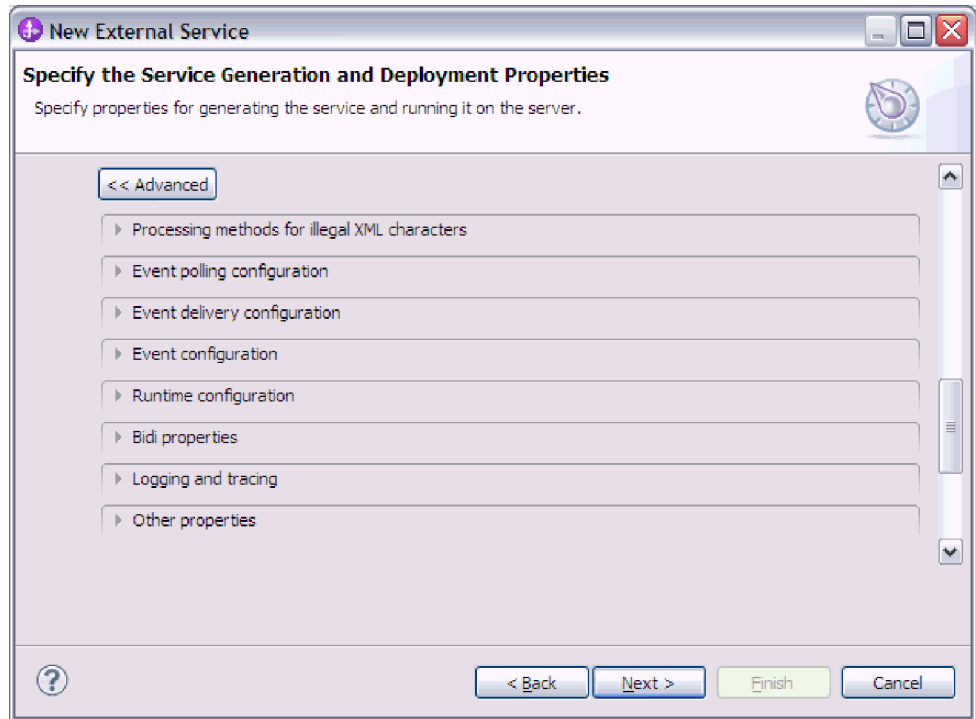 New External Service
Specify the Service Generation and Deployment Properties
Specify properties for generating the service and running it on the server.
<< Advanced
Processing methods for illegal XML characters
Event polling configuration
Event delivery configuration
Event configuration
Runtime configuration
Bidi properties
Logging and tracing
Other properties
?
< Back
Next >
Finish
Cancel